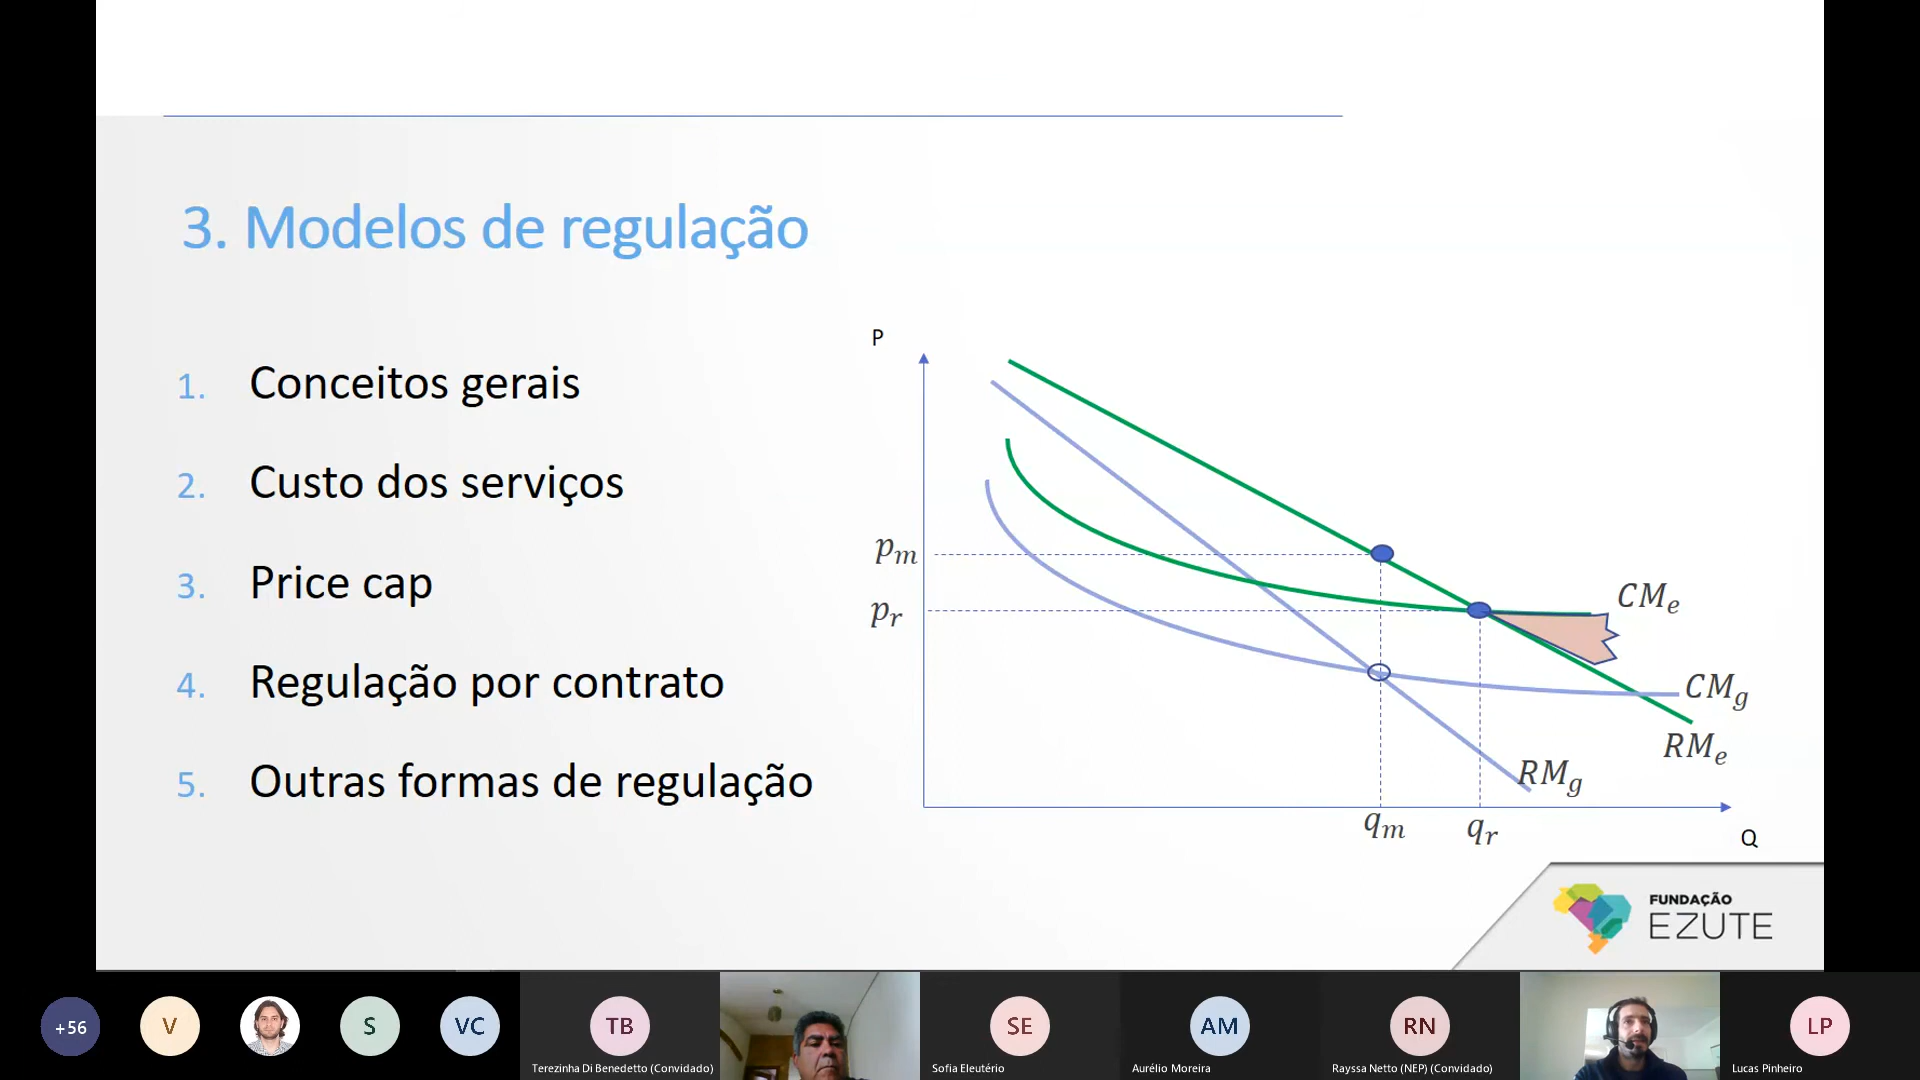 3. Modelos de regulação
1. Conceitos gerais
2. Custo dos serviços
3. Price cap
4. Regulação por contrato
5. Outras formas de regulação
P
p_m
p_r
CM_e
CM_g
RM_e
RM_g
q_m
q_r
Q
FUNDAÇÃO
EZUTE
+56
V
S
VC
TB
SE
AM
RN
LP
Terezinha Di Benedetto (Convidado)
Sofia Eleutério
Aurélio Moreira
Rayssa Netto (NEP) (Convidado)
Lucas Pinheiro